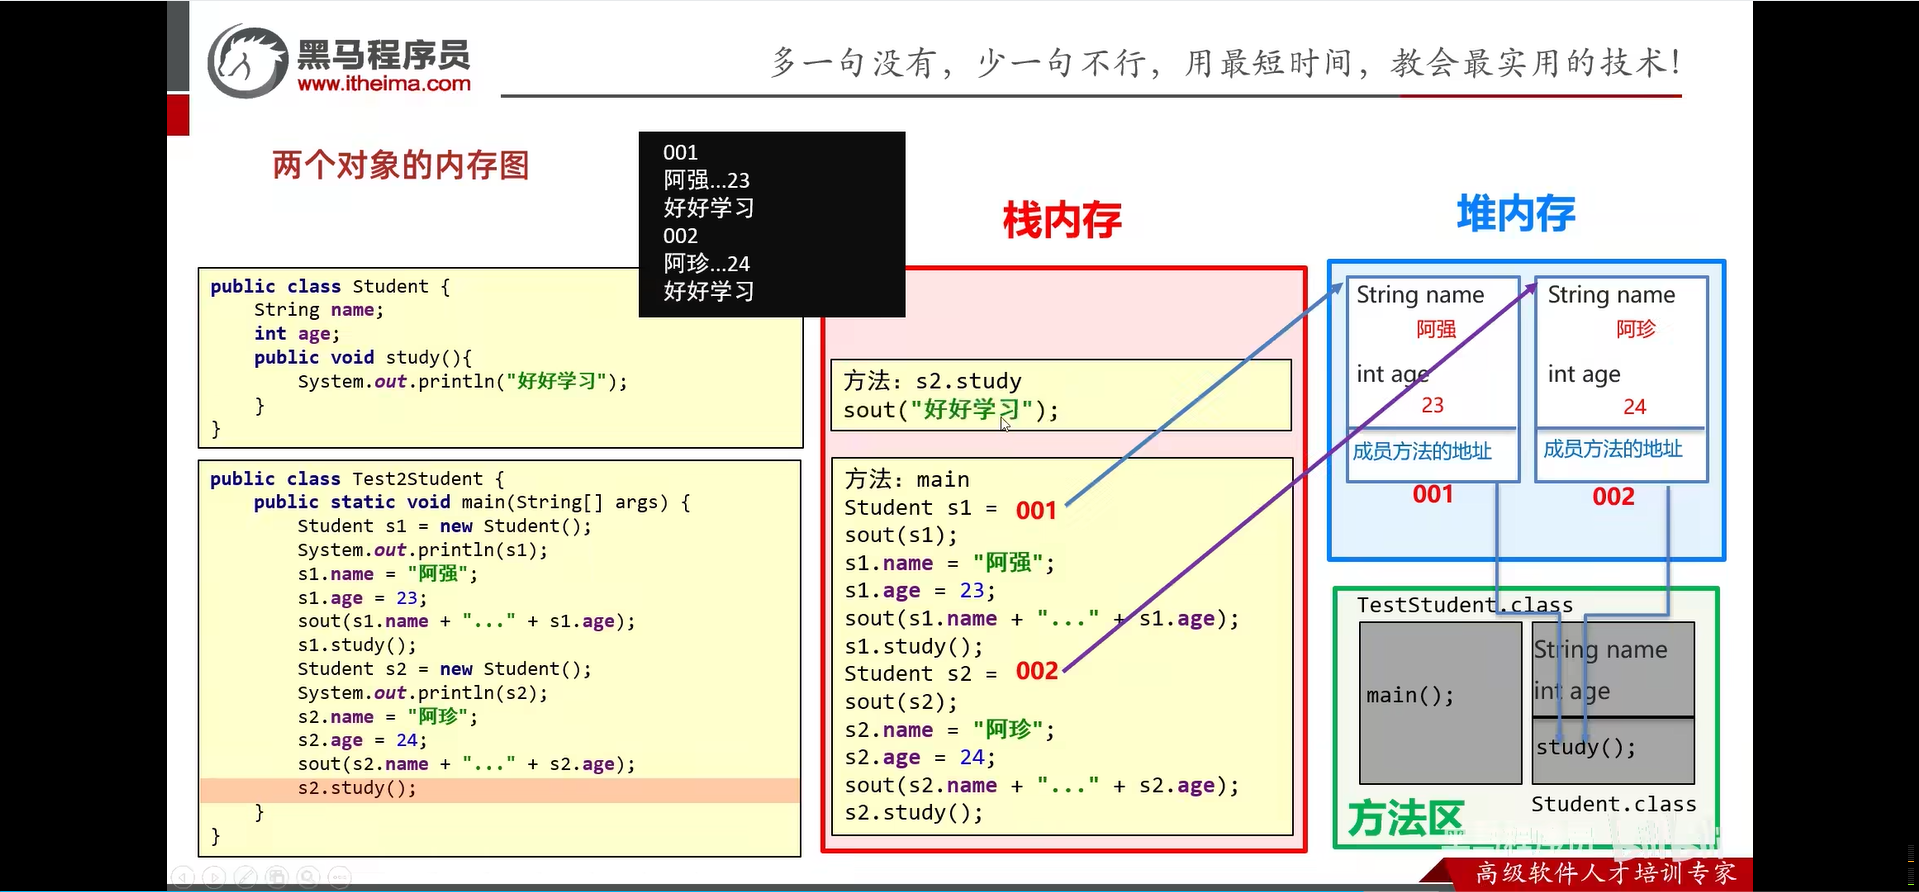 黑马程序员
www.itheima.com
多一句没有，少一句不行，用最短时间，教会最实用的技术！
两个对象的内存图
001
阿强...23
好好学习
002
阿珍...24
好好学习
public class Student {
String name;
int age;
public void study(){
System.out.println("好好学习");
}
}
public class Test2Student {
public static void main(String[] args) {
Student s1 = new Student();
System.out.println(s1);
s1.name = "阿强";
s1.age = 23;
sout(s1.name + "..." + s1.age);
s1.study();
Student s2 = new Student();
System.out.println(s2);
s2.name = "阿珍";
s2.age = 24;
sout(s2.name + "..." + s2.age);
s2.study();
}
}
栈内存
方法：s2.study
sout("好好学习");
方法：main
Student s1 = 001
sout(s1);
s1.name = "阿强";
s1.age = 23;
sout(s1.name + "..." + s1.age);
s1.study();
Student s2 = 002
sout(s2);
s2.name = "阿珍";
s2.age = 24;
sout(s2.name + "..." + s2.age);
s2.study();
堆内存
String name
阿强
int age
23
成员方法的地址
001
String name
阿珍
int age
24
成员方法的地址
002
TestStudent.class
main();
String name
int age
study();
Student.class
方法区
黑马程序员
高级软件人才培训专家